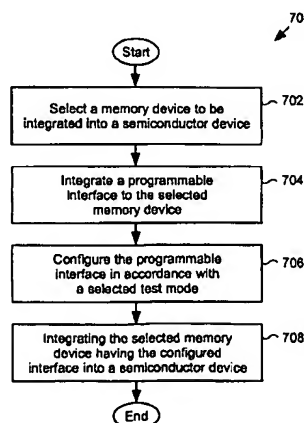 70
Start
Select a memory device to be
integrated into a semiconductor device
702
Integrate a programmable
interface to the selected
memory device
704
Configure the programmable
interface in accordance with
a selected test mode
706
Integrating the selected memory
device having the configured
interface into a semiconductor device
708
End